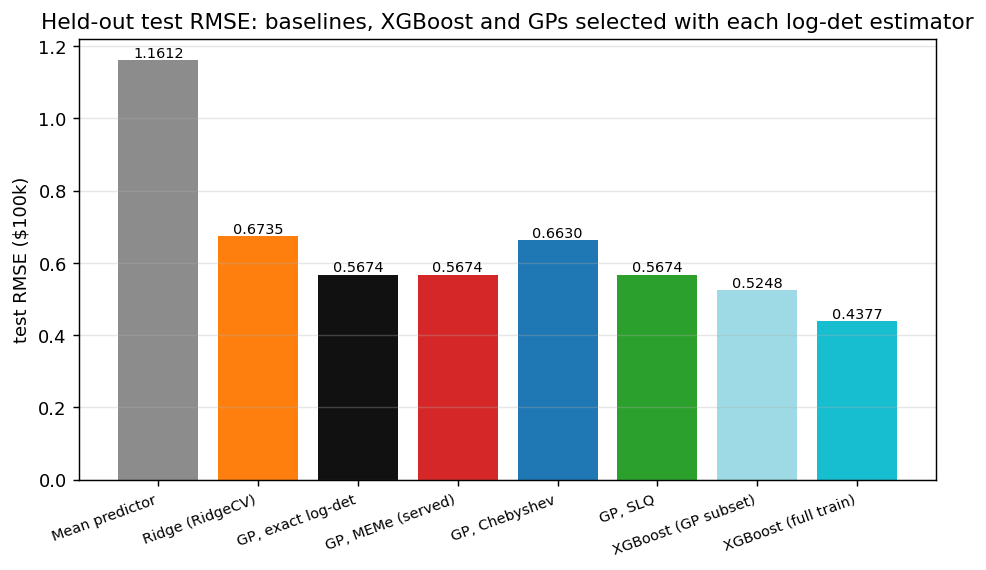 Held-out test RMSE: baselines, XGBoost and GPs selected with each log-det estimator
test RMSE ($100k)
1.2
1.0
0.8
0.6
0.4
0.2
0.0
1.1612
0.6735
0.5674
0.5674
0.6630
0.5674
0.5248
0.4377
Mean predictor
Ridge (RidgeCV)
GP, exact log-det
GP, MEMe (served)
GP, Chebyshev
GP, SLQ
XGBoost (GP subset)
XGBoost (full train)